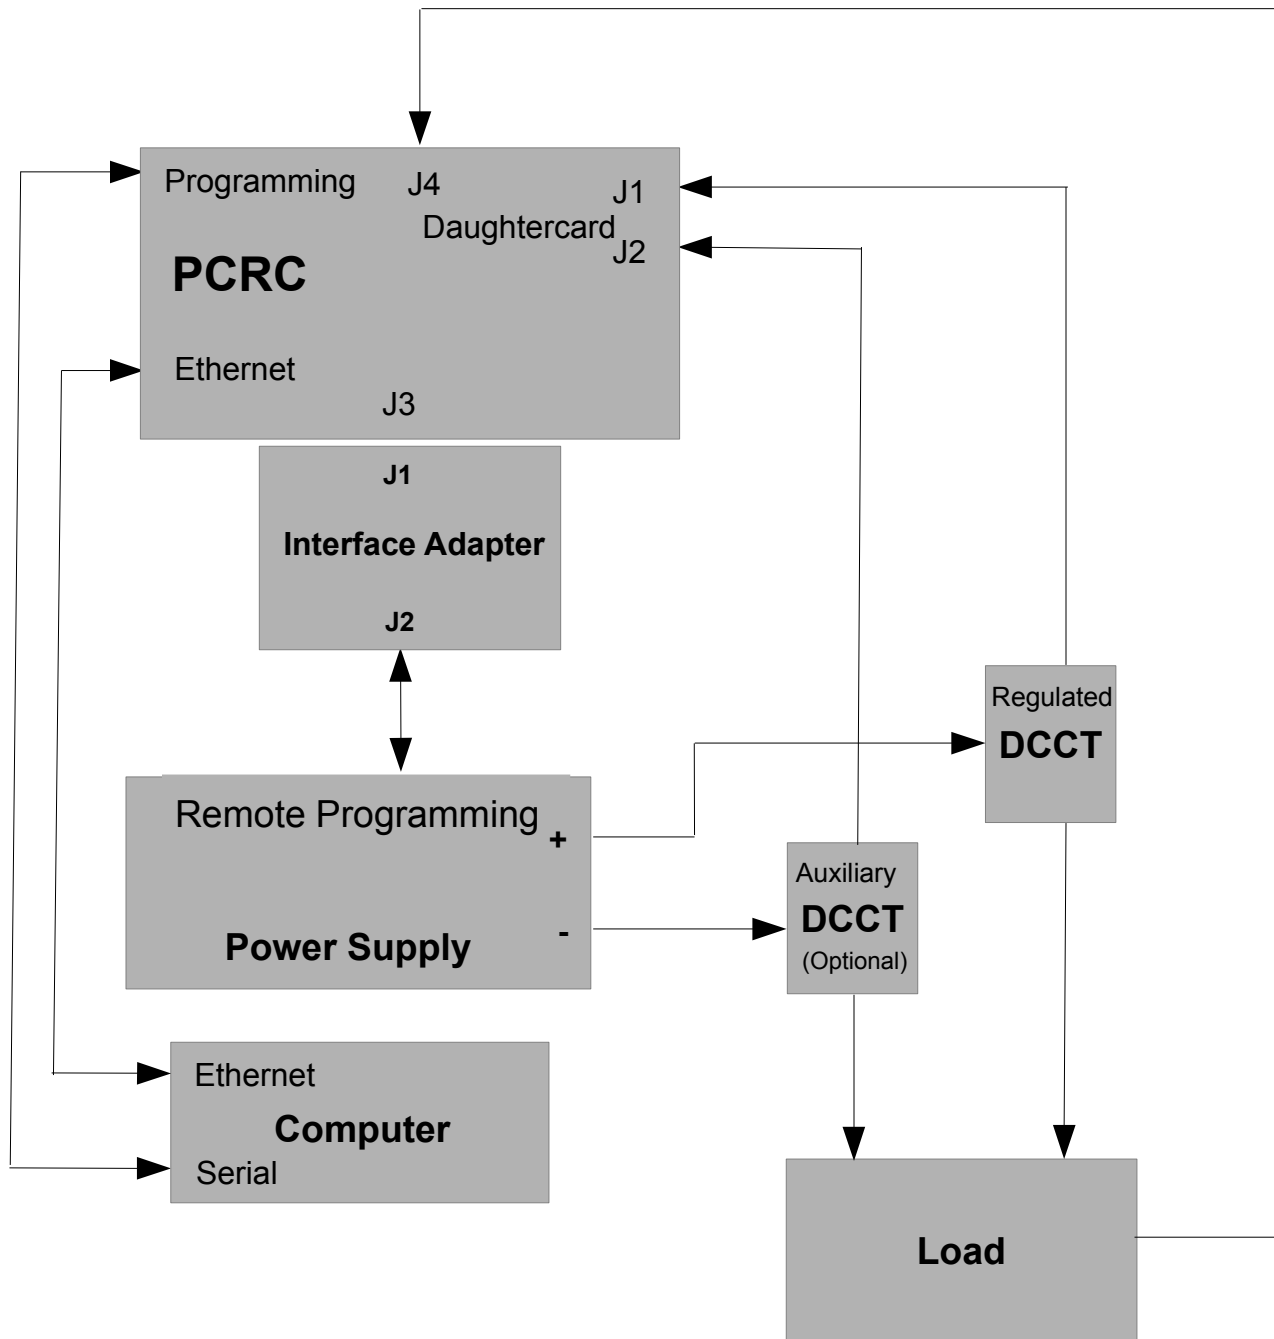 Programming
J4
J1
Daughtercard
J2
PCRC
Ethernet
J3
J1
Interface Adapter
J2
Regulated
DCCT
Remote Programming
+
Auxiliary
DCCT
(Optional)
-
Power Supply
Ethernet
Computer
Serial
Load